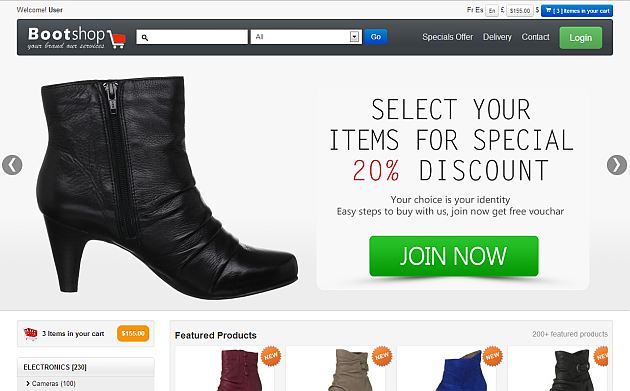 Welcome! User
Fr Es En £ $155.00 $ [ 3 ] Items in your cart
Bootshop
your brand our services
All
Go
Specials Offer Delivery Contact Login
SELECT YOUR
ITEMS FOR SPECIAL
20% DISCOUNT
Your choice is your identity
Easy steps to buy with us, join now get free vouchar
JOIN NOW
3 Items in your cart $155.00
Featured Products 200+ featured products
ELECTRONICS [230]
Cameras (100)
NEW NEW NEW NEW